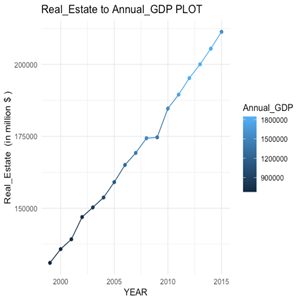 Real_Estate to Annual_GDP PLOT
200000
175000
150000
Real_Estate (in million $ )
2000
2005
2010
2015
YEAR
Annual_GDP
1800000
1500000
1200000
900000